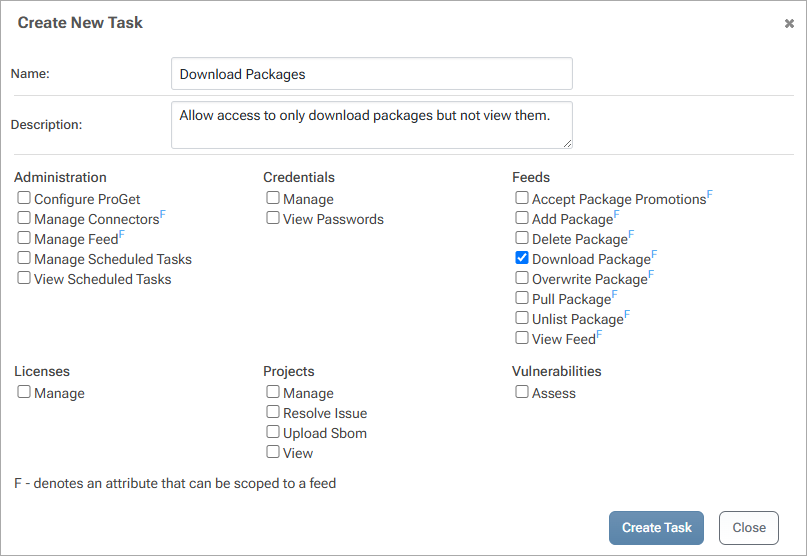 Create New Task
Name:
Download Packages
Description:
Allow access to only download packages but not view them.
Administration
Configure ProGet
Manage Connectors F
Manage Feed F
Manage Scheduled Tasks
View Scheduled Tasks
Credentials
Manage
View Passwords
Feeds
Accept Package Promotions F
Add Package F
Delete Package F
Download Package F
Overwrite Package F
Pull Package F
Unlist Package F
View Feed F
Licenses
Manage
Projects
Manage
Resolve Issue
Upload Sbom
View
Vulnerabilities
Assess
F - denotes an attribute that can be scoped to a feed
Create Task
Close